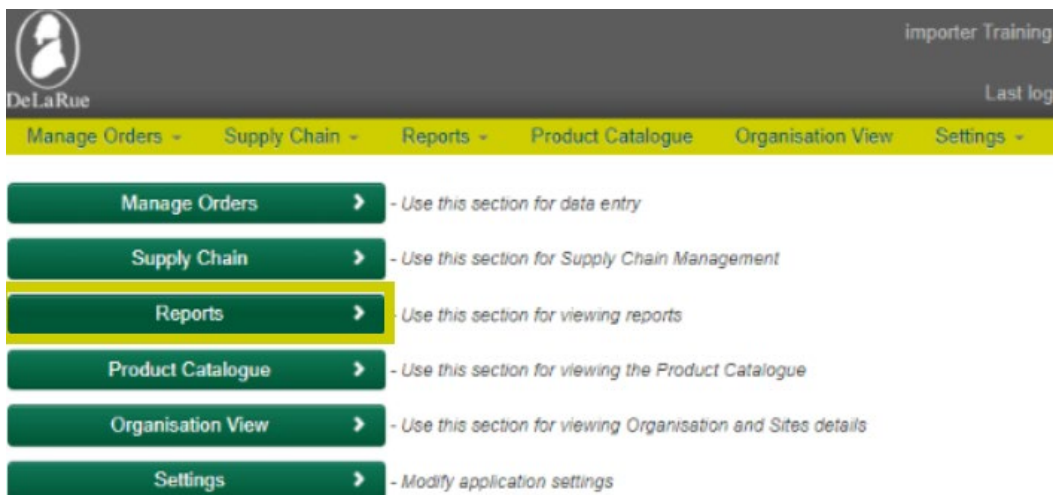 importer Training
DeLaRue
Last log
Manage Orders Supply Chain Reports Product Catalogue Organisation View Settings
Manage Orders - Use this section for data entry
Supply Chain - Use this section for Supply Chain Management
Reports - Use this section for viewing reports
Product Catalogue - Use this section for viewing the Product Catalogue
Organisation View - Use this section for viewing Organisation and Sites details
Settings - Modify application settings